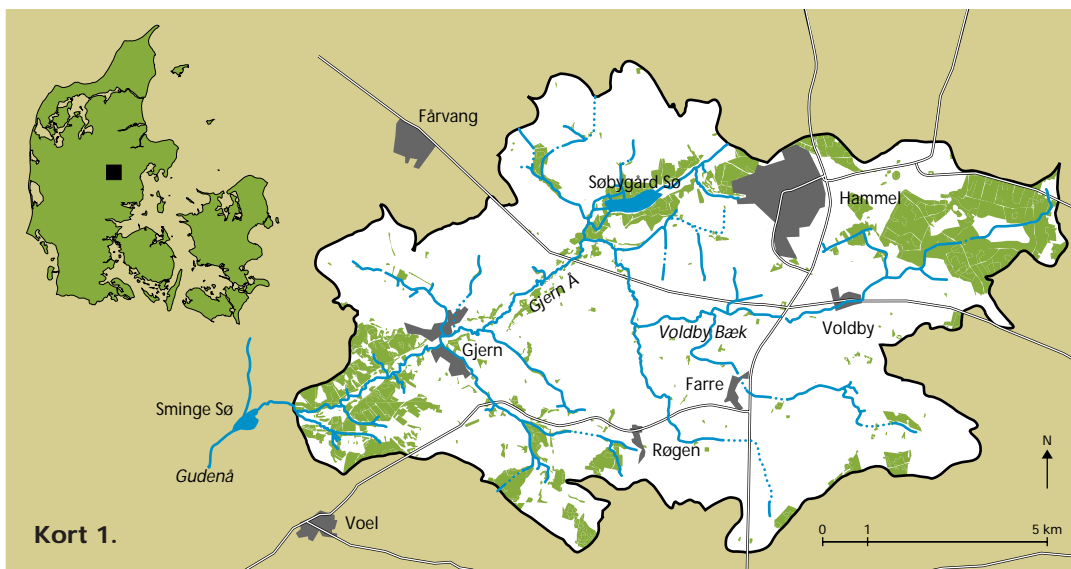 Fårvang
Søbygård Sø
Hammel
Gjern Å
Voldby Bæk
Voldby
Gjern
Farre
Sminge Sø
Røgen
Gudenå
N
Voel
Kort 1.
0 1 5 km